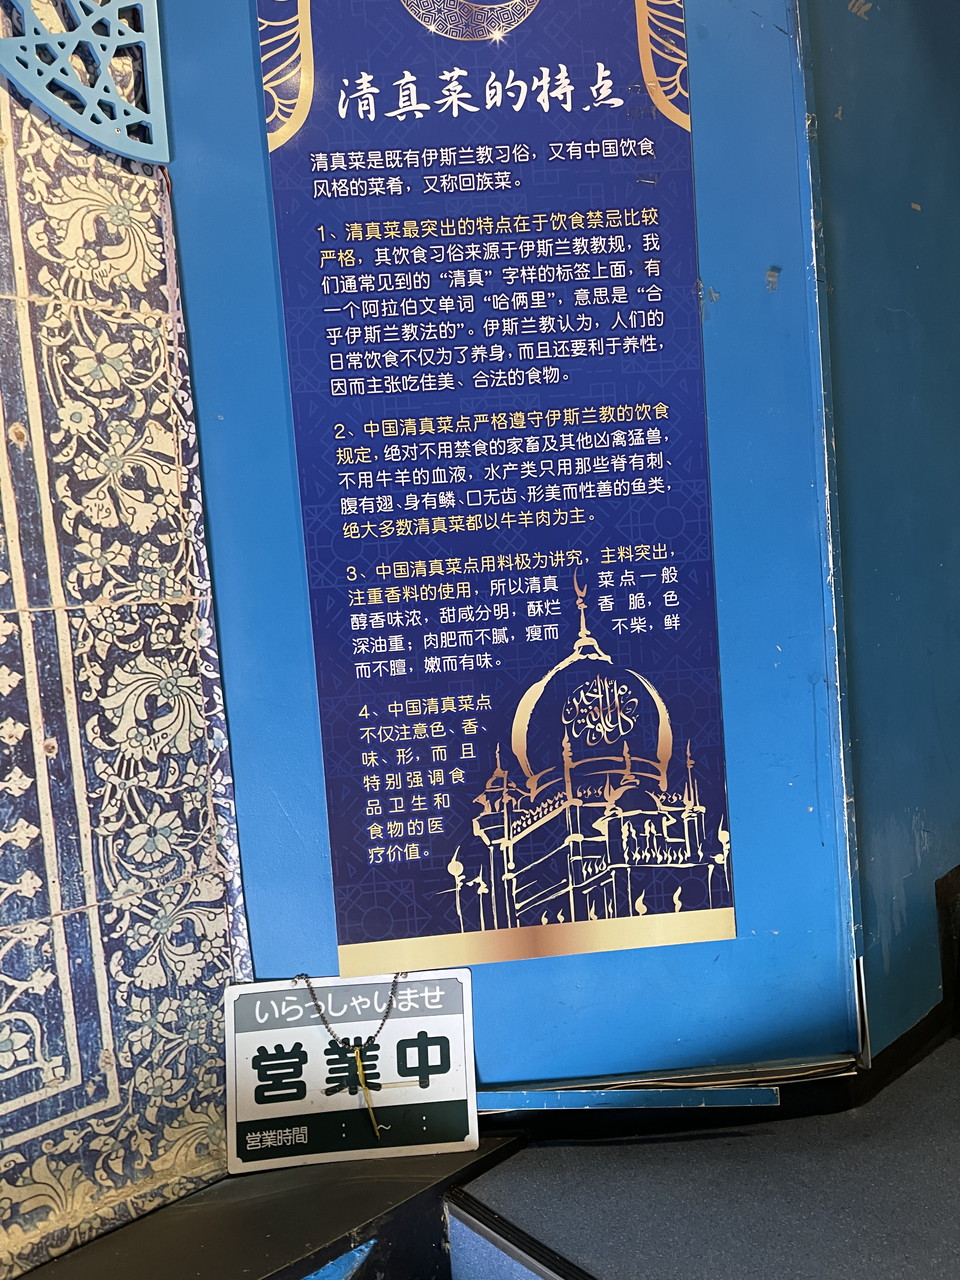 清真菜的特点
清真菜是既有伊斯兰教习俗，又有中国饮食
风格的菜肴，又称回族菜。
1、清真菜最突出的特点在于饮食禁忌比较
严格，其饮食习俗来源于伊斯兰教教规，我
们通常见到的“清真”字样的标签上面，有
一个阿拉伯文单词“哈俩里”，意思是“合
乎伊斯兰教法的”。伊斯兰教认为，人们的
日常饮食不仅为了养身，而且还要利于养性，
因而主张吃佳美、合法的食物。
2、中国清真菜点严格遵守伊斯兰教的饮食
规定，绝对不用禁食的家畜及其他凶禽猛兽，
不用牛羊的血液，水产类只用那些脊有刺、
腹有翅、身有鳞、口无齿、形美而性善的鱼类，
绝大多数清真菜都以牛羊肉为主。
3、中国清真菜点用料极为讲究，主料突出，
注重香料的使用，所以清真 菜点一般
醇香味浓，甜咸分明，酥烂 香 脆，色
深油重；肉肥而不腻，瘦而 不柴，鲜
而不膻，嫩而有味。
4、中国清真菜点
不仅注意色、香、
味、形，而 且
特别强调食
品卫生和
食物的医
疗价值。
いらっしゃいませ
営業中
営業時間 : ~ :